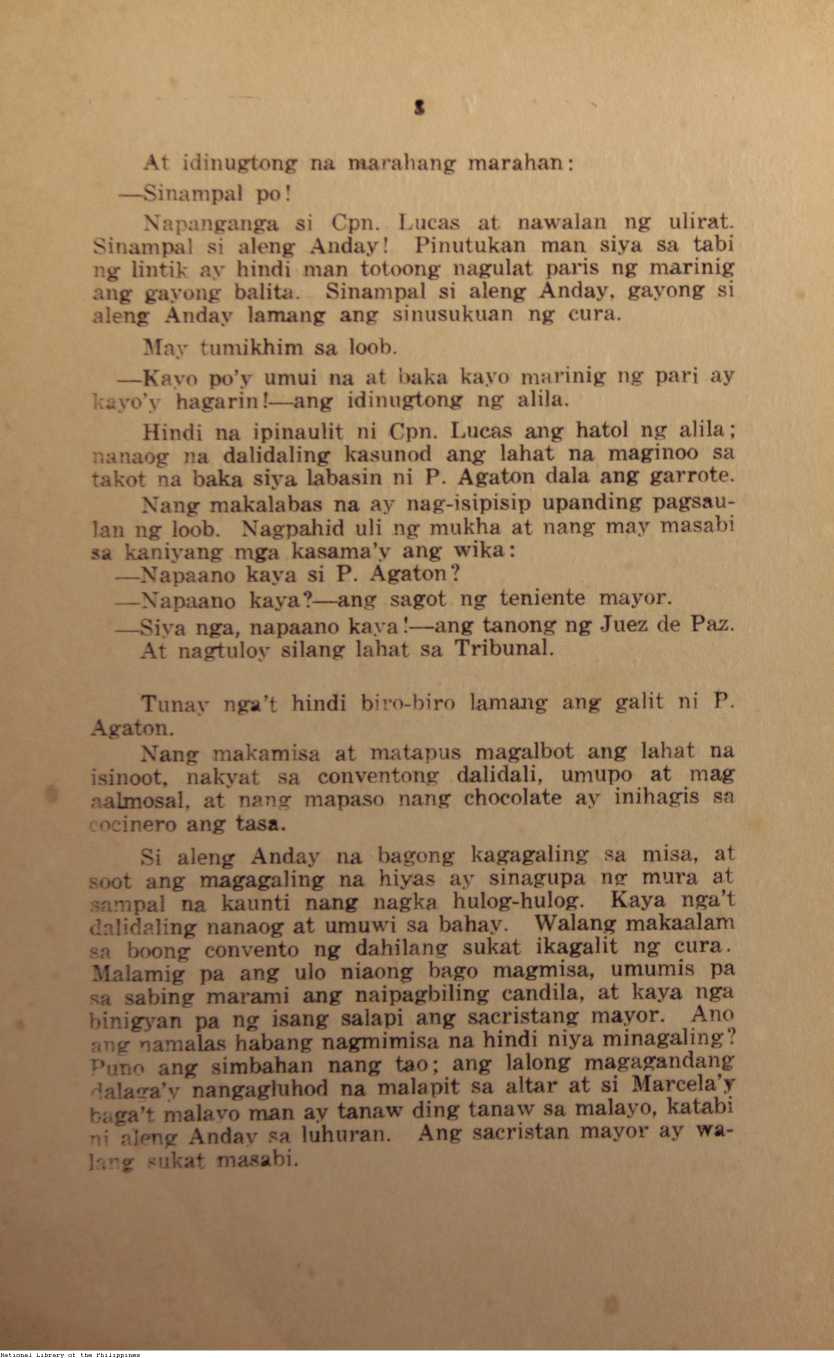 8
At idinugtong na marahang marahan:
—Sinampal po!
Napanganga si Cpn. Lucas at nawalan ng ulirat.
Sinampal si aleng Anday! Pinutukan man siya sa tabi
ng lintik ay hindi man totoong nagulat paris ng marinig
ang gayong balita. Sinampal si aleng Anday, gayong si
aleng Anday lamang ang sinusukuan ng cura.
May tumikhim sa loob.
—Kayo po'y umui na at baka kayo marinig ng pari ay
kayo'y hagarin!—ang idinugtong ng alila.
Hindi na ipinaulit ni Cpn. Lucas ang hatol ng alila;
nanaog na dalidaling kasunod ang lahat na maginoo sa
takot na baka siya labasin ni P. Agaton dala ang garrote.
Nang makalabas na ay nag-isipisip upanding pagsau-
lan ng loob. Nagpahid uli ng mukha at nang may masabi
sa kaniyang mga kasama'y ang wika:
—Napaano kaya si P. Agaton?
—Napaano kaya?—ang sagot ng teniente mayor.
—Siya nga, napaano kaya!—ang tanong ng Juez de Paz.
At nagtuloy silang lahat sa Tribunal.
Tunay nga't hindi biro-biro lamang ang galit ni P.
Agaton.
Nang makamisa at matapus magalbot ang lahat na
isinoot, nakyat sa conventong dalidali, umupo at mag
aalmosal, at nang mapaso nang chocolate ay inihagis sa
cocinero ang tasa.
Si aleng Anday na bagong kagagaling sa misa, at
soot ang magagaling na hiyas ay sinagupa ng mura at
sampal na kaunti nang nagka hulog-hulog. Kaya nga't
dalidaling nanaog at umuwi sa bahay. Walang makaalam
sa boong convento ng dahilang sukat ikagalit ng cura.
Malamig pa ang ulo niaong bago magmisa, umumis pa
sa sabing marami ang naipagbiling candila, at kaya nga
binigyan pa ng isang salapi ang sacristang mayor. Ano
ang namalas habang nagmimisa na hindi niya minagaling?
Puno ang simbahan nang tao; ang lalong magagandang
dalaga'y nangagluhod na malapit sa altar at si Marcela'y
baga't malayo man ay tanaw ding tanaw sa malayo, katabi
ni aleng Anday sa luhuran. Ang sacristan mayor ay wa-
lang sukat masabi.
National Library of the Philippines